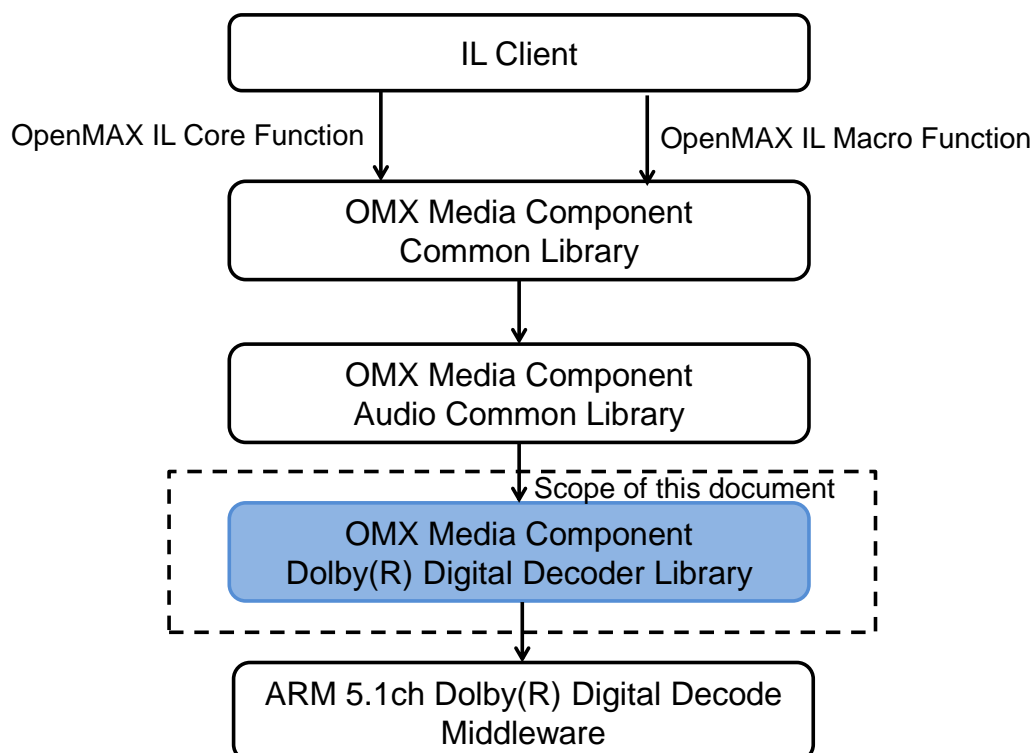 IL Client
OpenMAX IL Core Function
OpenMAX IL Macro Function
OMX Media Component
Common Library
OMX Media Component
Audio Common Library
Scope of this document
OMX Media Component
Dolby(R) Digital Decoder Library
ARM 5.1ch Dolby(R) Digital Decode
Middleware